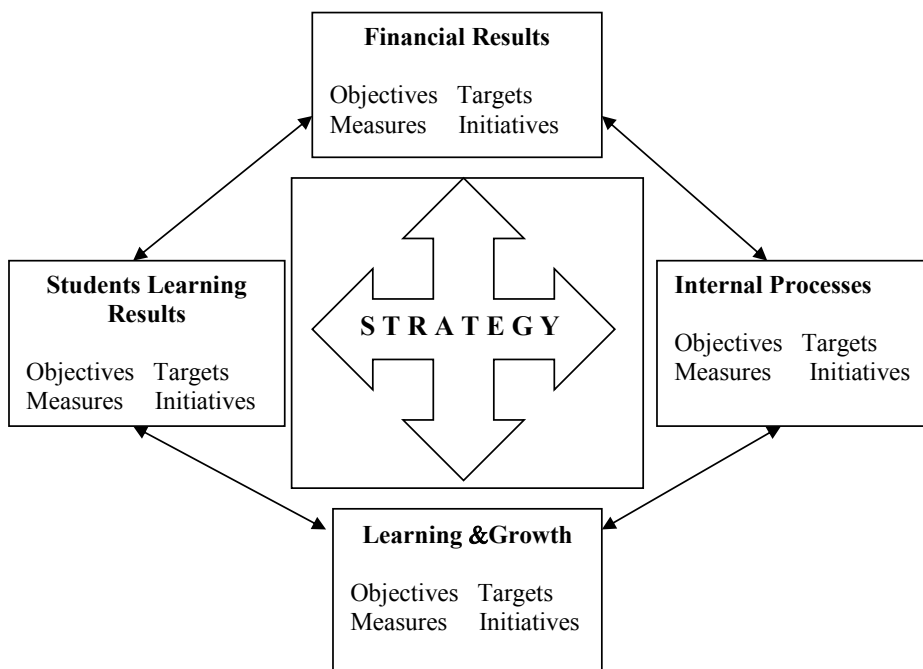 Financial Results
Objectives Targets
Measures Initiatives
Students Learning
Results
Objectives Targets
Measures Initiatives
STRATEGY
Internal Processes
Objectives Targets
Measures Initiatives
Learning &Growth
Objectives Targets
Measures Initiatives